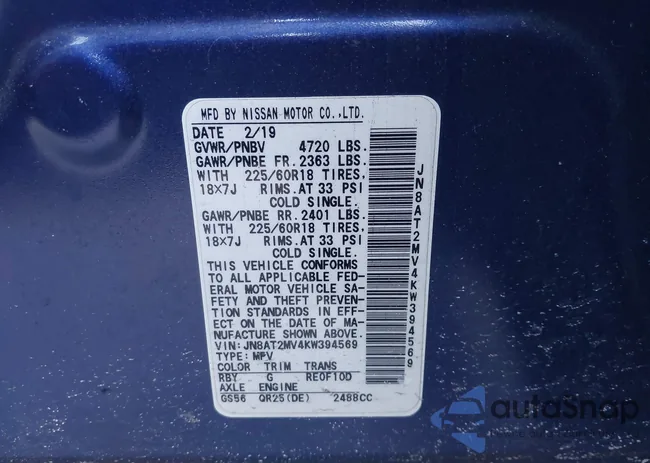 MFD BY NISSAN MOTOR CO.,LTD.
DATE 2/19
GVWR/PNBV 4720 LBS.
GAWR/PNBE FR. 2363 LBS.
WITH 225/60R18 TIRES,
18X7J RIMS.AT 33 PSI
COLD SINGLE.
GAWR/PNBE RR. 2401 LBS.
WITH 225/60R18 TIRES,
18X7J RIMS.AT 33 PSI
COLD SINGLE.
THIS VEHICLE CONFORMS
TO ALL APPLICABLE FED-
ERAL MOTOR VEHICLE SA-
FETY AND THEFT PREVEN-
TION STANDARDS IN EFF-
ECT ON THE DATE OF MA-
NUFACTURE SHOWN ABOVE.
VIN: JN8AT2MV4KW394569
TYPE: MPV
COLOR TRIM TRANS
RBY G RE0F10D
AXLE ENGINE
GS56 QR25(DE) 2488CC
JN8AT2MV4KW394569
autoSnap